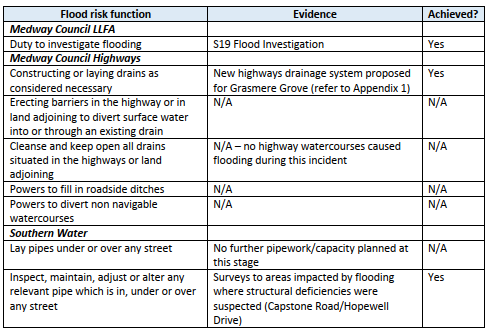 Flood risk function Evidence Achieved?
Medway Council LLFA
Duty to investigate flooding S19 Flood Investigation Yes
Medway Council Highways
Constructing or laying drains as New highways drainage system proposed Yes
considered necessary for Grasmere Grove (refer to Appendix 1)
Erecting barriers in the highway or in N/A N/A
land adjoining to divert surface water
into or through an existing drain
Cleanse and keep open all drains N/A – no highway watercourses caused N/A
situated in the highways or land flooding during this incident
adjoining
Powers to fill in roadside ditches N/A N/A
Powers to divert non navigable N/A N/A
watercourses
Southern Water
Lay pipes under or over any street No further pipework/capacity planned at N/A
this stage
Inspect, maintain, adjust or alter any Surveys to areas impacted by flooding Yes
relevant pipe which is in, under or over where structural deficiencies were
any street suspected (Capstone Road/Hopewell
Drive)